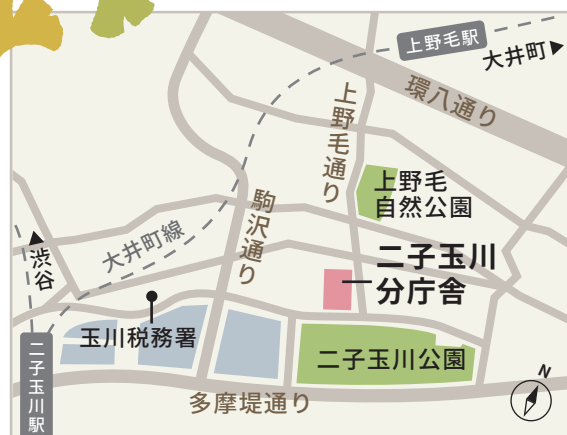 上野毛駅
大井町▶
環八通り
上野毛通り
上野毛
自然公園
駒沢通り
大井町線
▲渋谷
二子玉川
分庁舎
玉川税務署
二子玉川公園
二子玉川駅
多摩堤通り
N